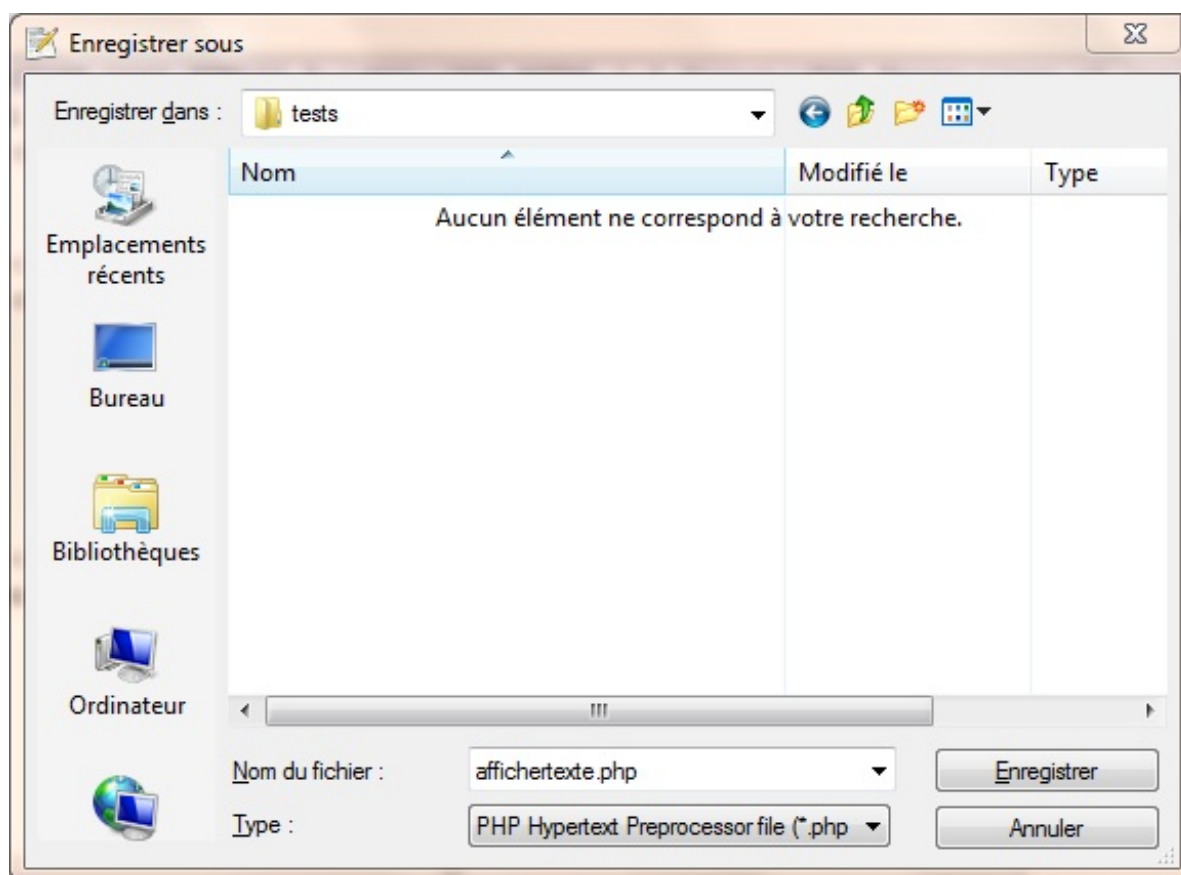 Enregistrer sous
Enregistrer dans :
tests
Nom
Modifié le
Type
Aucun élément ne correspond à votre recherche.
Emplacements
récents
Bureau
Bibliothèques
Ordinateur
Nom du fichier :
affichertexte.php
Enregistrer
Type :
PHP Hypertext Preprocessor file (*.php
Annuler